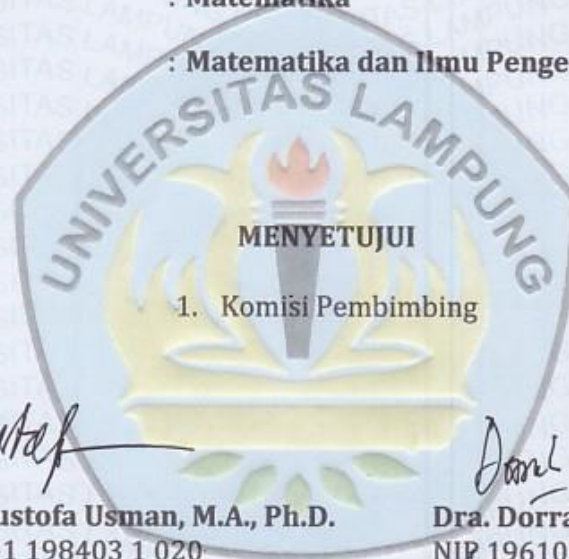 : Matematika
: Matematika dan Ilmu Penge
UNIVERSITAS LAMPUNG
MENYETUJUI
1. Komisi Pembimbing
ustofa Usman, M.A., Ph.D.
Dra. Dorra
1 198403 1 020
NIP 19610